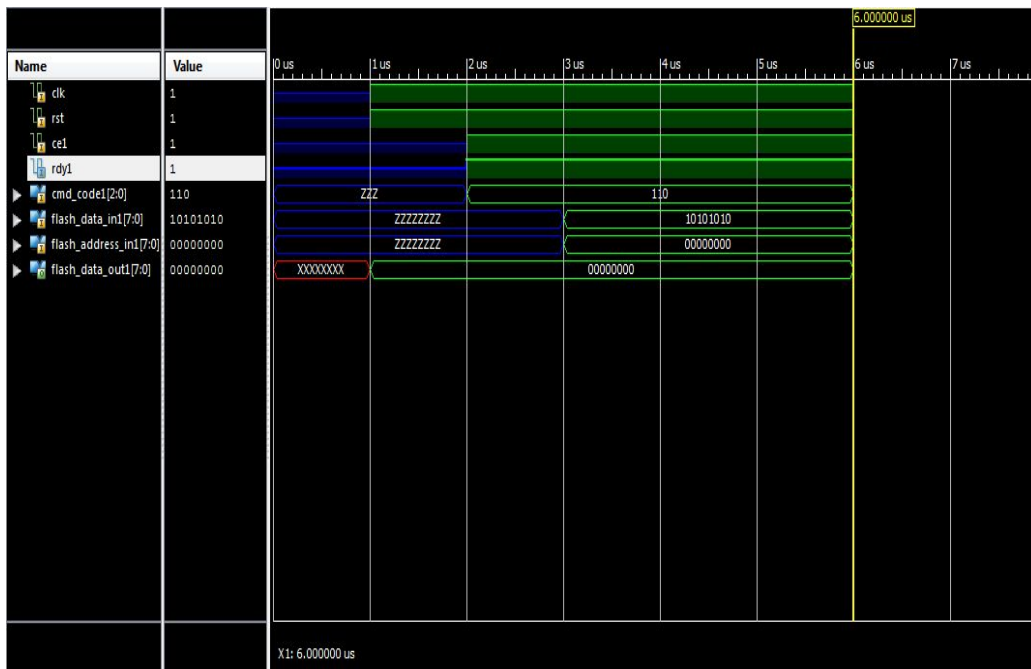 6.000000 us
Name Value 0 us 1 us 2 us 3 us 4 us 5 us 6 us 7 us
clk 1
rst 1
ce1 1
rdy1 1
cmd_code1[2:0] 110 ZZZ 110
flash_data_in1[7:0] 10101010 ZZZZZZZZ 10101010
flash_address_in1[7:0] 00000000 ZZZZZZZZ 00000000
flash_data_out1[7:0] 00000000 XXXXXXXX 00000000
X1: 6.000000 us